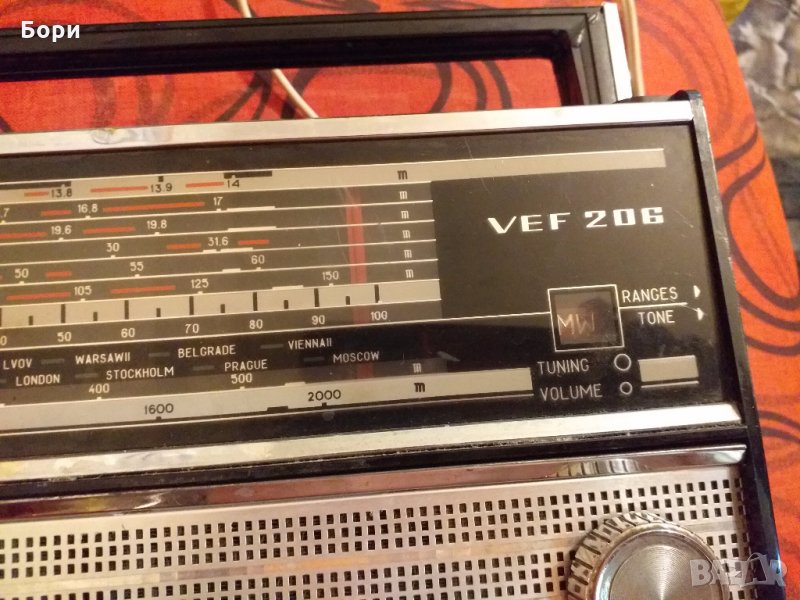 Бори
13.8 13.9 14 m
16.8 17 m
19.6 19.8 m
30 31.6 m
50 55 60 m
105 125 150 m
40 50 60 70 80 90 100
VEF 206
MW
RANGES
TONE
LVOV WARSAW II BELGRADE VIENNA II
LONDON STOCKHOLM PRAGUE MOSCOW
400 500 m
1600 2000
TUNING
VOLUME
BAZAR